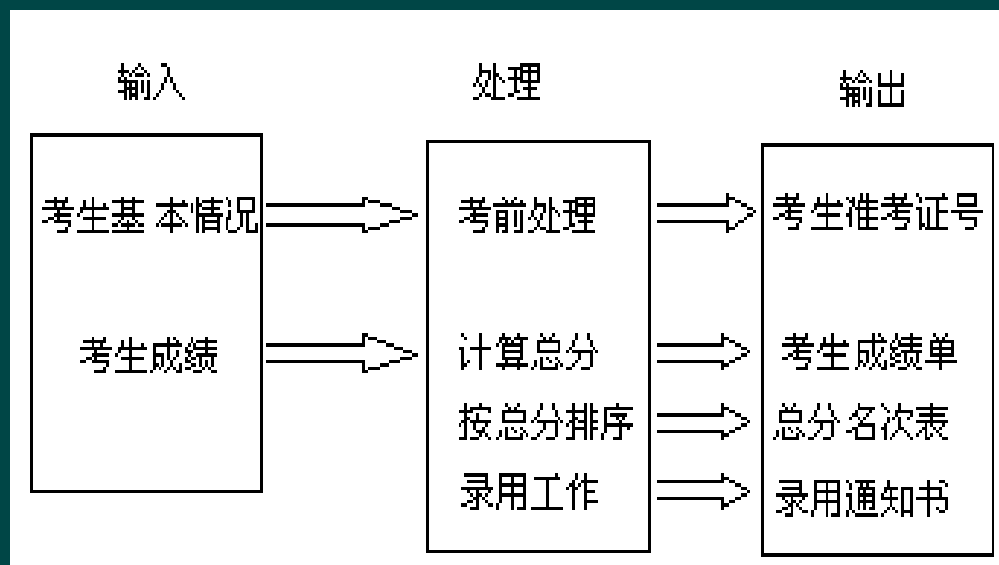 输入 处理 输出
考生基 本情况 考前处理 考生准考证号
考生成绩 计算总分 考生成绩单
按总分排序 总分名次表
录用工作 录用通知书